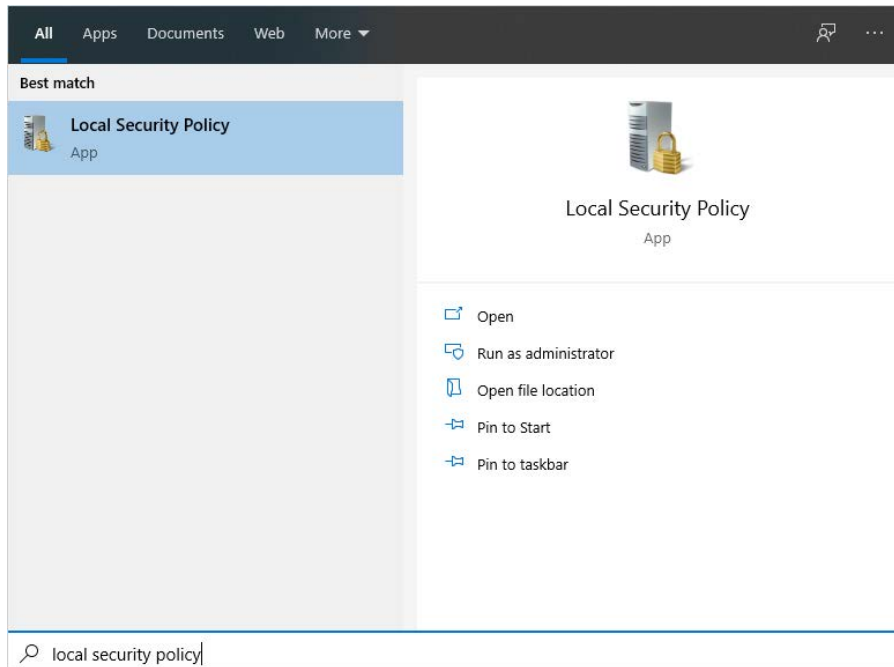 All Apps Documents Web More
Best match
Local Security Policy
App
Local Security Policy
App
Open
Run as administrator
Open file location
Pin to Start
Pin to taskbar
local security policy